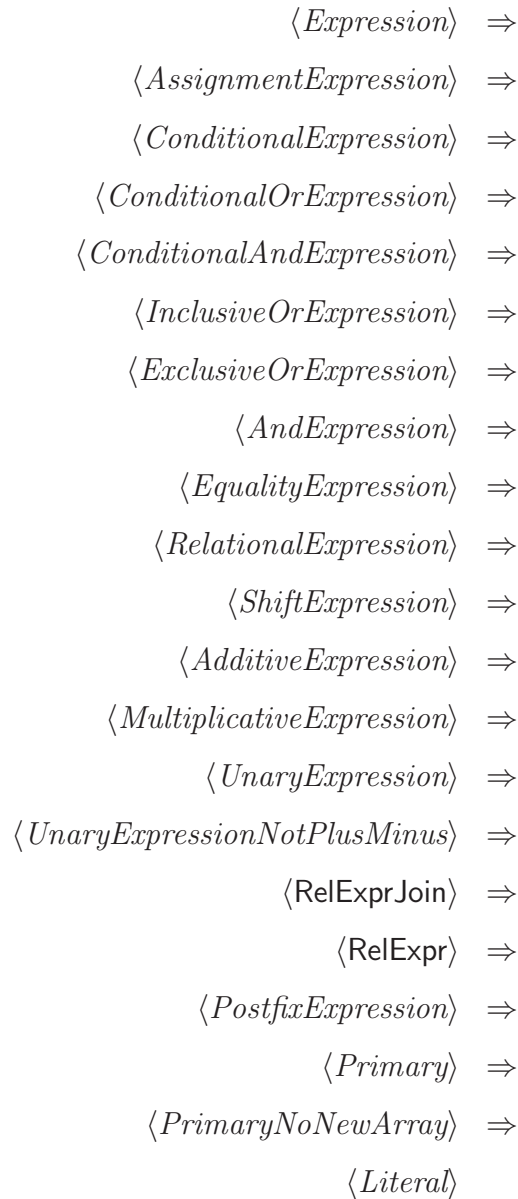 ⟨Expression⟩ ⇒
⟨AssignmentExpression⟩ ⇒
⟨ConditionalExpression⟩ ⇒
⟨ConditionalOrExpression⟩ ⇒
⟨ConditionalAndExpression⟩ ⇒
⟨InclusiveOrExpression⟩ ⇒
⟨ExclusiveOrExpression⟩ ⇒
⟨AndExpression⟩ ⇒
⟨EqualityExpression⟩ ⇒
⟨RelationalExpression⟩ ⇒
⟨ShiftExpression⟩ ⇒
⟨AdditiveExpression⟩ ⇒
⟨MultiplicativeExpression⟩ ⇒
⟨UnaryExpression⟩ ⇒
⟨UnaryExpressionNotPlusMinus⟩ ⇒
⟨RelExprJoin⟩ ⇒
⟨RelExpr⟩ ⇒
⟨PostfixExpression⟩ ⇒
⟨Primary⟩ ⇒
⟨PrimaryNoNewArray⟩ ⇒
⟨Literal⟩